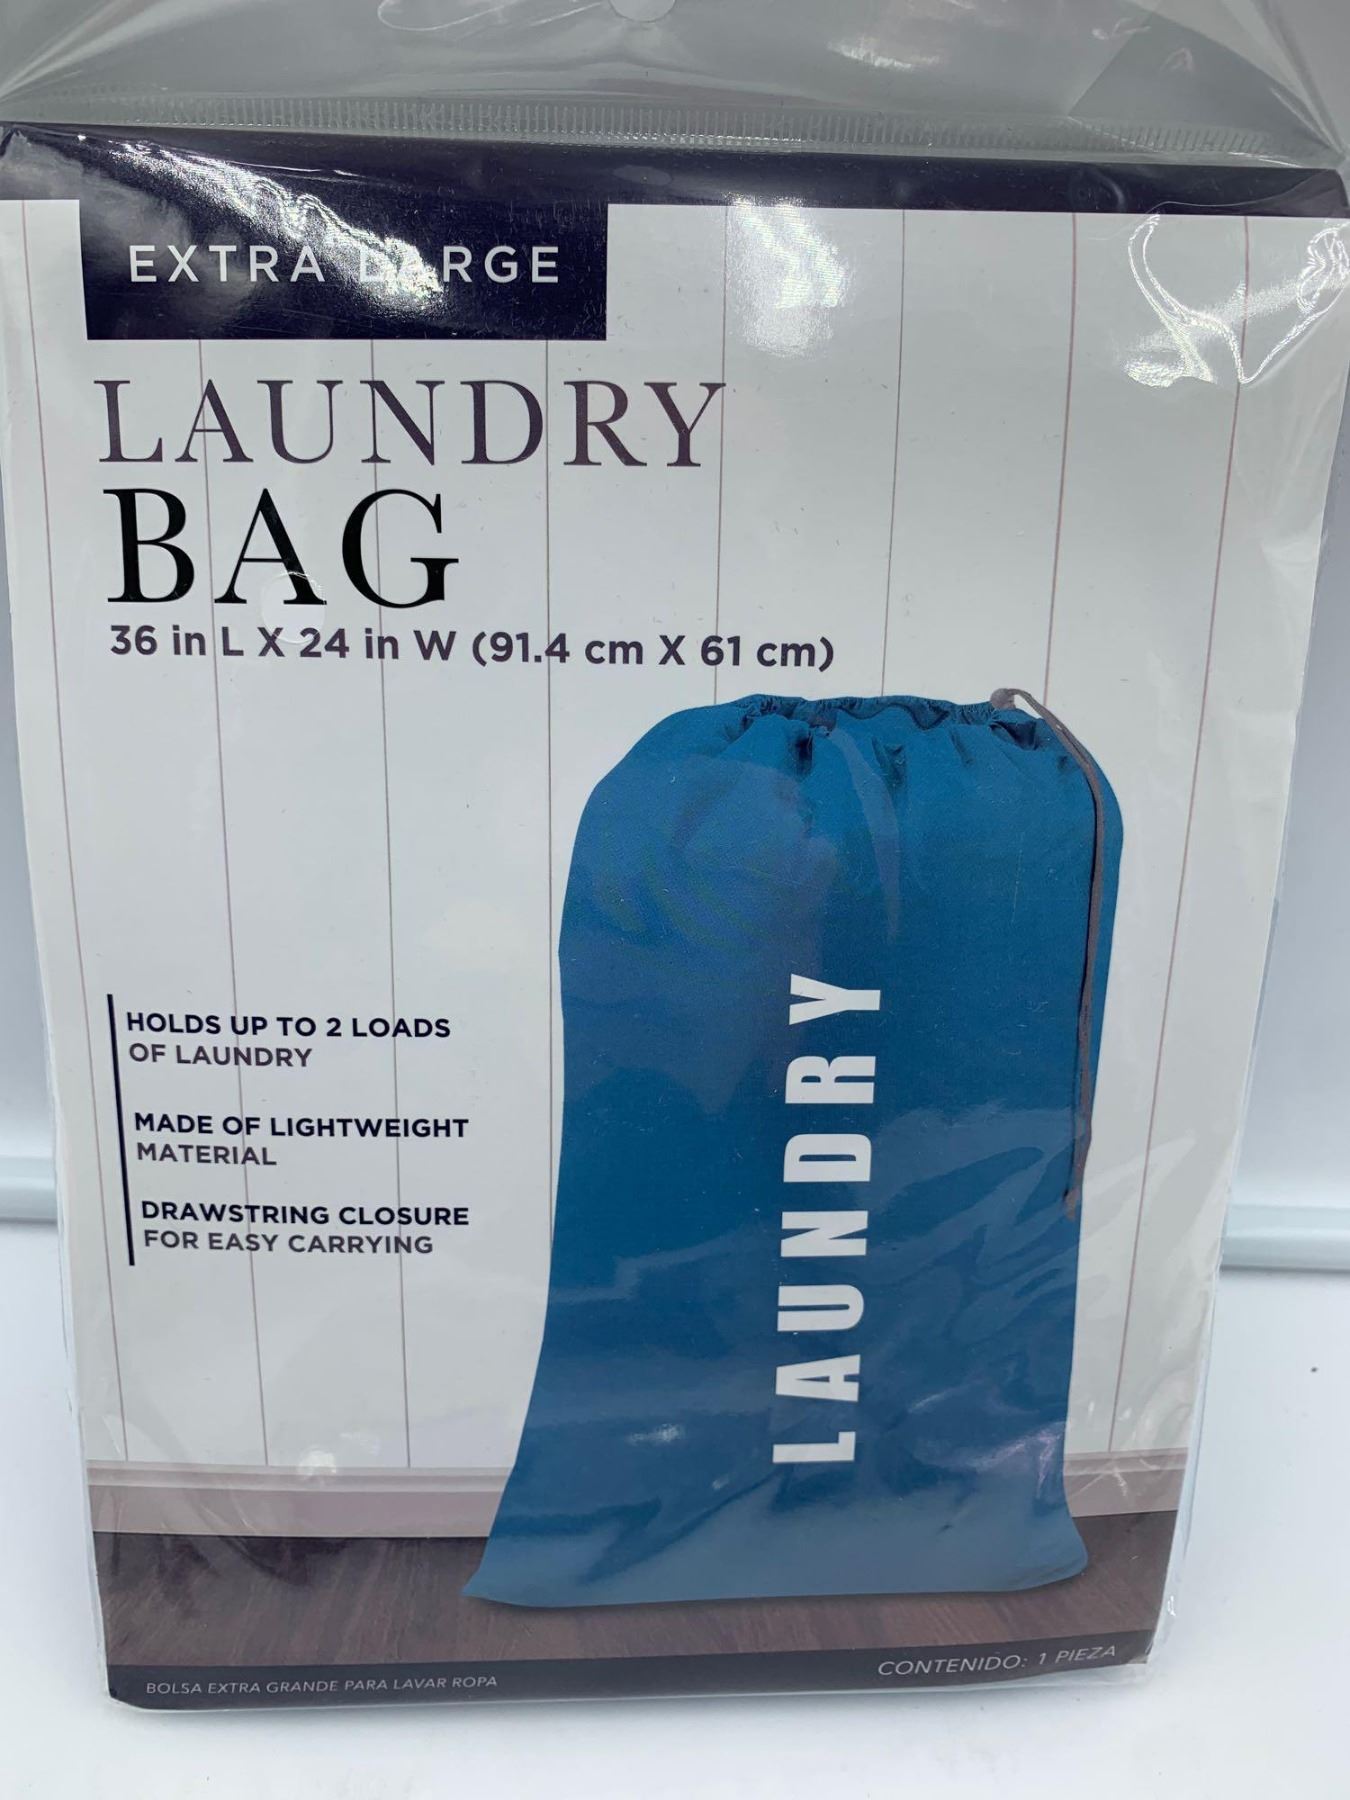 EXTRA LARGE
LAUNDRY
BAG
36 in L X 24 in W (91.4 cm X 61 cm)
HOLDS UP TO 2 LOADS
OF LAUNDRY
MADE OF LIGHTWEIGHT
MATERIAL
DRAWSTRING CLOSURE
FOR EASY CARRYING
LAUNDRY
BOLSA EXTRA GRANDE PARA LAVAR ROPA
CONTENIDO: 1 PIEZA